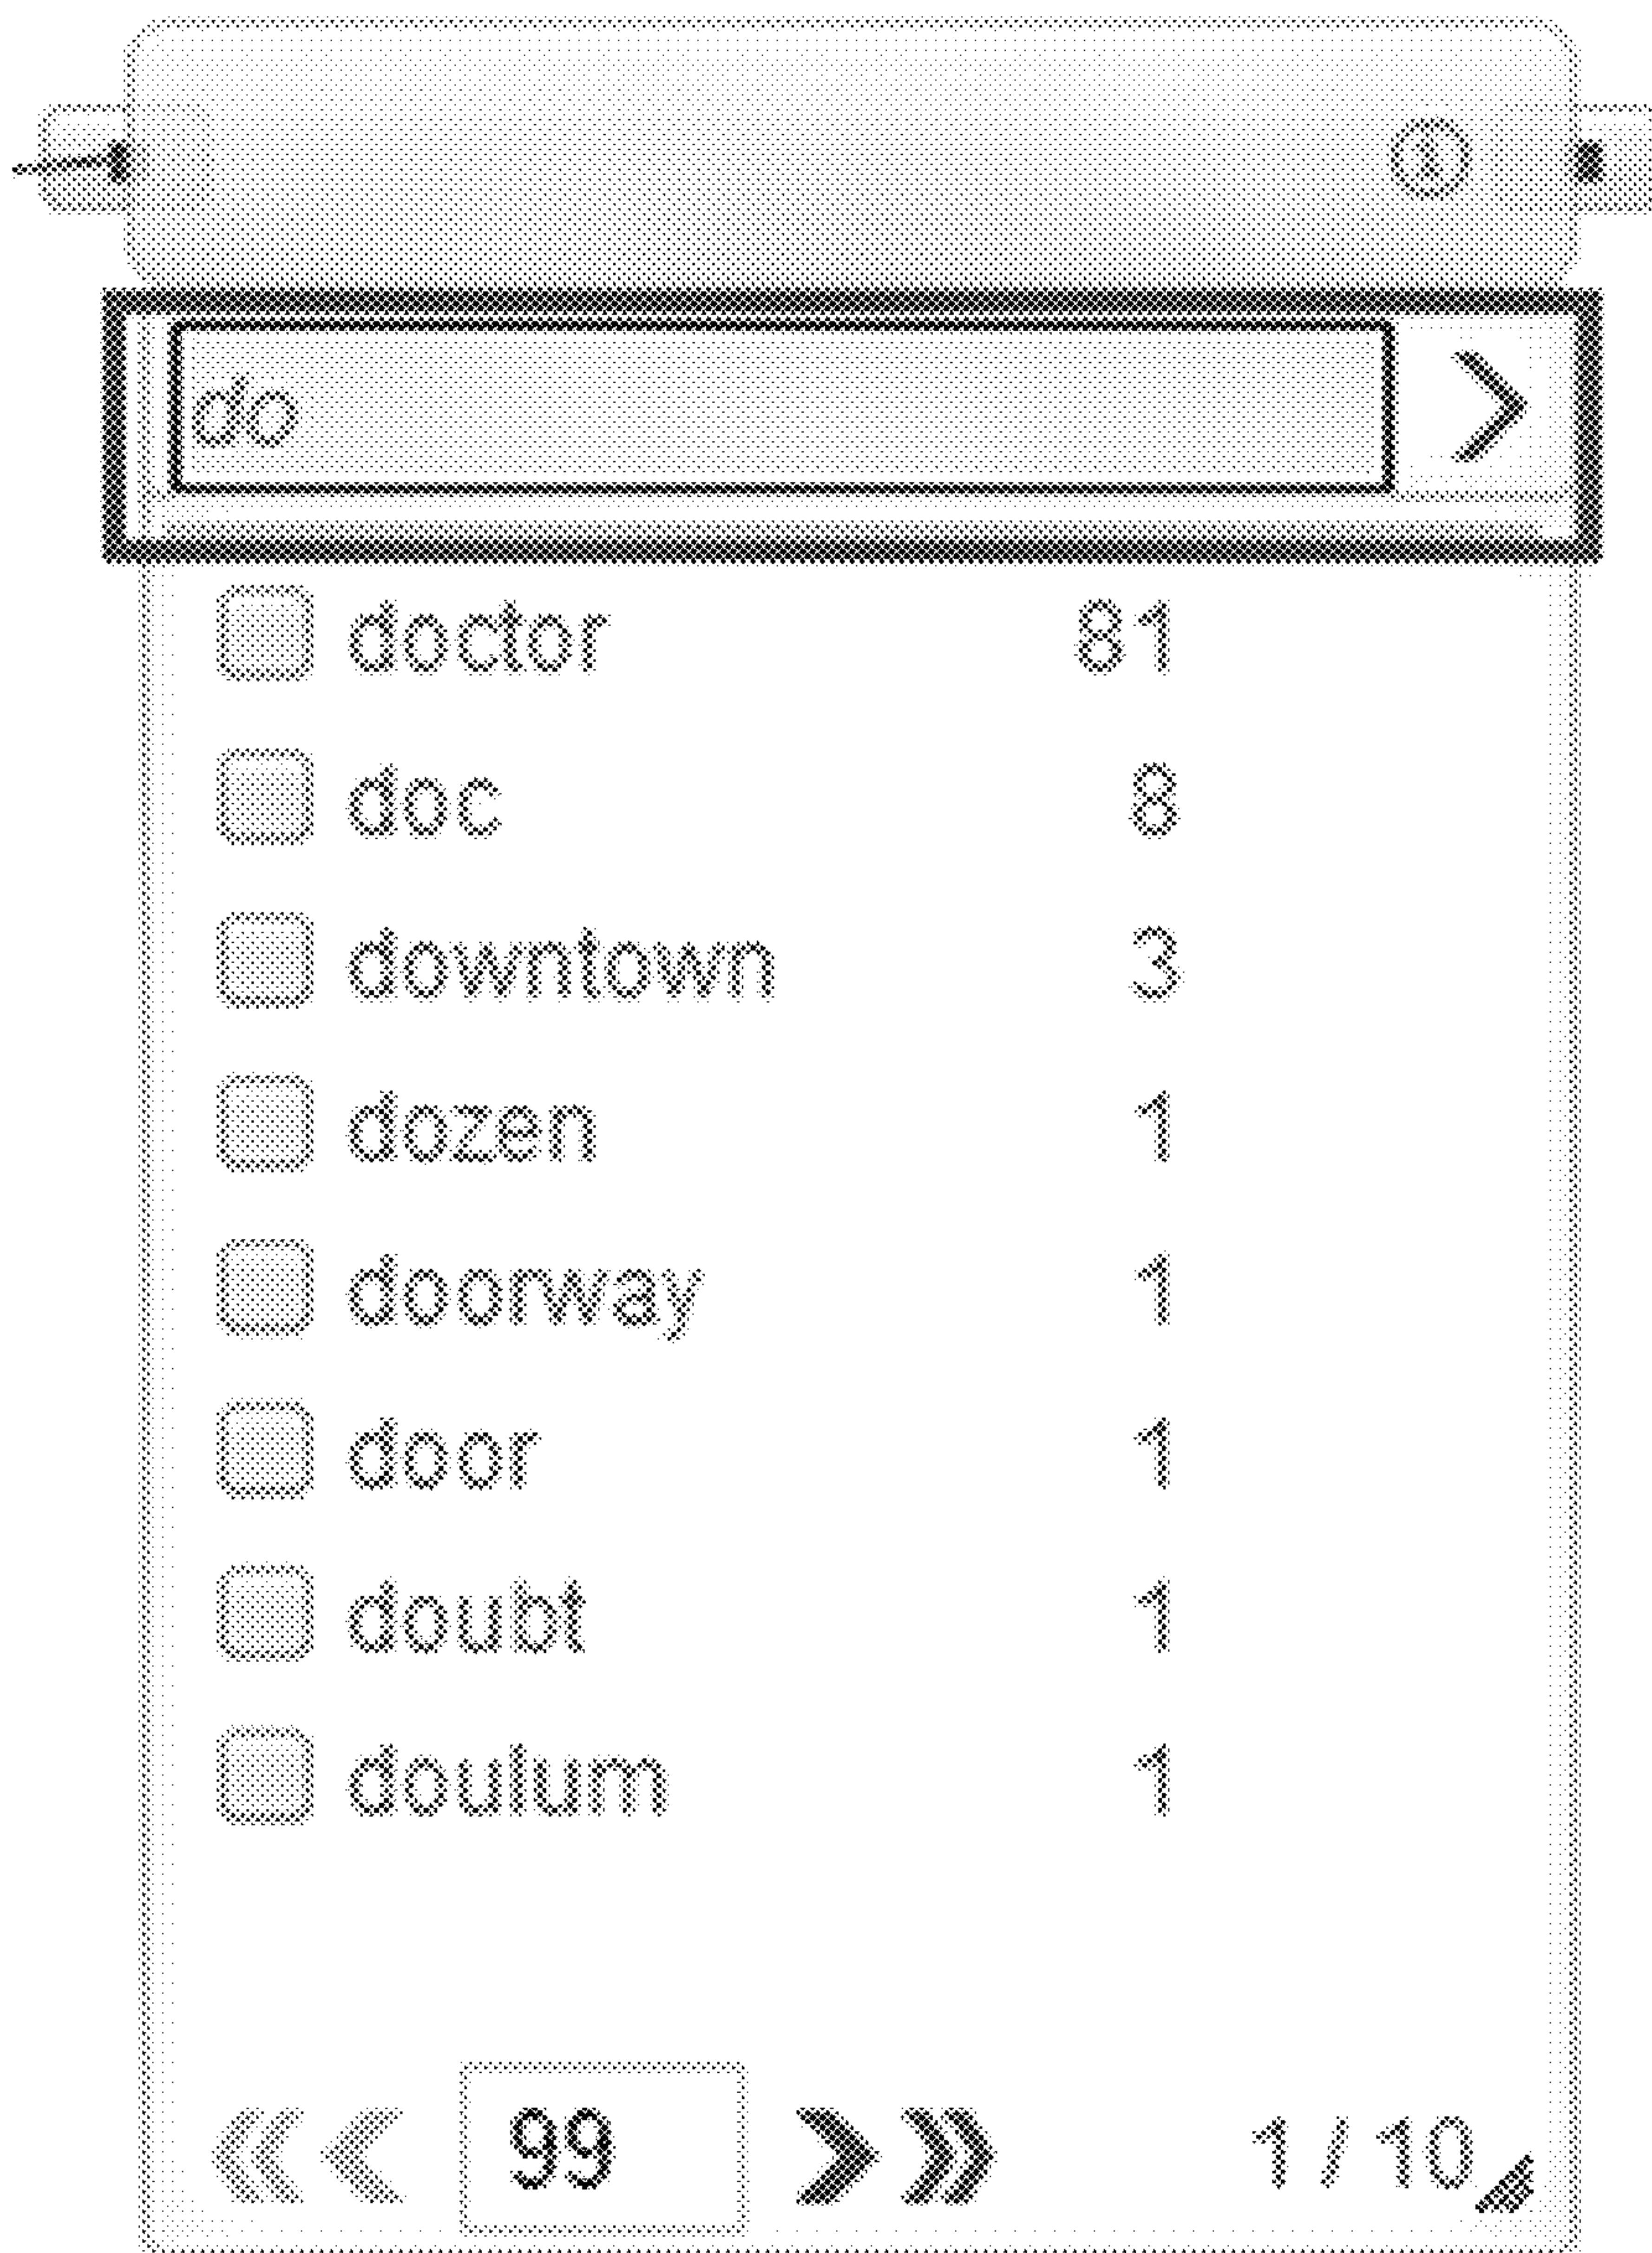 i
do
doctor 81
doc 8
downtown 3
dozen 1
doorway 1
door 1
doubt 1
doulum 1
99 1 / 10